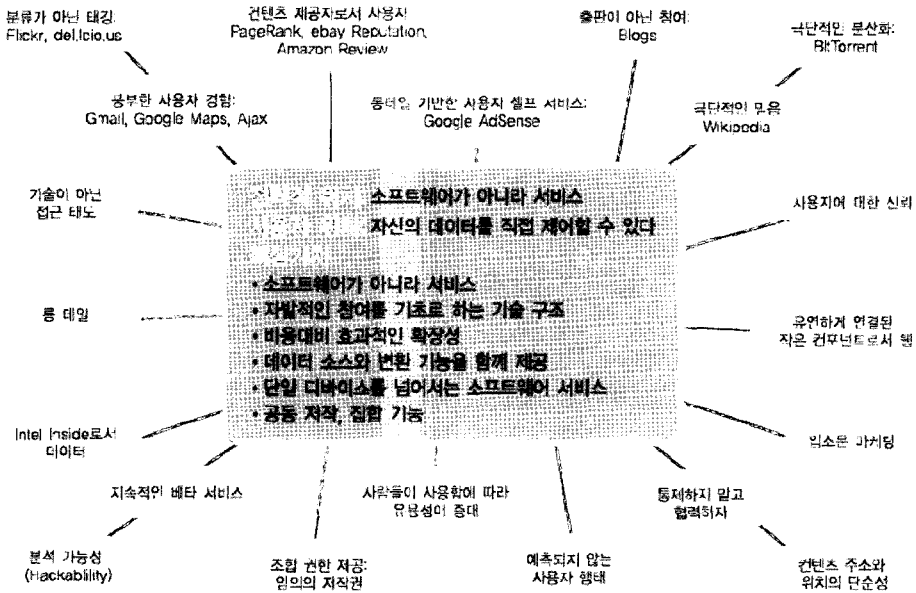 분류가 아닌 태깅:
Flickr, del.icio.us
컨텐츠 제공자로서 사용자
PageRank, ebay Reputation,
Amazon Review
출판이 아닌 참여:
Blogs
극단적인 분산화:
BitTorrent
풍부한 사용자 경험:
Gmail, Google Maps, Ajax
롱테일 기반한 사용자 셀프 서비스:
Google AdSense
극단적인 믿음
Wikipedia
기술이 아닌
접근 태도
소프트웨어가 아니라 서비스
자신의 데이터를 직접 제어할 수 있다
사용자에 대한 신뢰
• 소프트웨어가 아니라 서비스
• 자발적인 참여를 기초로 하는 기술 구조
• 비용대비 효과적인 확장성
• 데이터 소스와 변환 기능을 함께 제공
• 단일 디바이스를 넘어서는 소프트웨어 서비스
• 공동 저작, 집합 기능
롱 테일
유연하게 연결된
작은 컨포넌트로서 웹
Intel Inside로서
데이터
입소문 마케팅
지속적인 베타 서비스
사람들이 사용함에 따라
유용성이 증대
통제하지 말고
협력하자
분석 가능성
(Hackability)
조합 권한 제공:
임의의 저작권
예측되지 않는
사용자 행태
컨텐츠 주소와
위치의 단순성